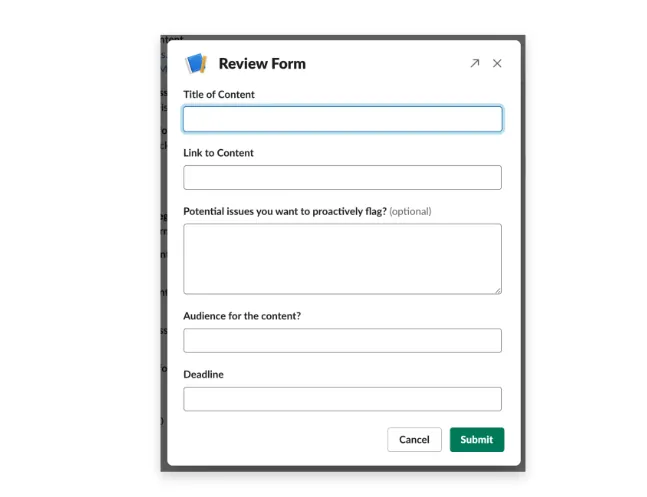 Review Form
Title of Content
Link to Content
Potential issues you want to proactively flag? (optional)
Audience for the content?
Deadline
Cancel Submit